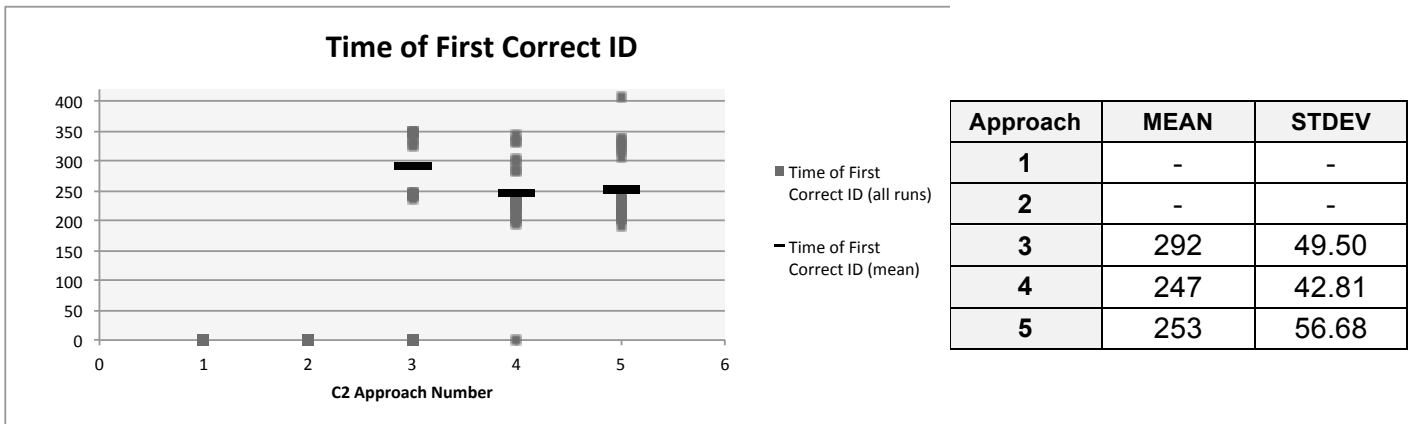 Time of First Correct ID
400
350
300
250
200
150
100
50
0
0 1 2 3 4 5 6
C2 Approach Number
Time of First
Correct ID (all runs)
Time of First
Correct ID (mean)
Approach MEAN STDEV
1 - -
2 - -
3 292 49.50
4 247 42.81
5 253 56.68